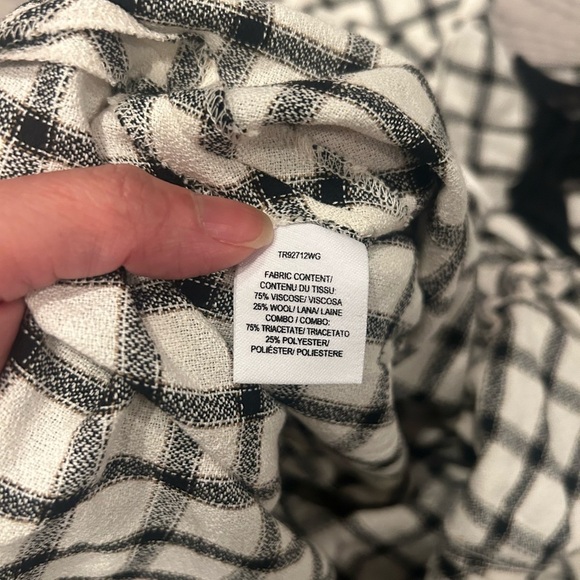 TR92712WG
FABRIC CONTENT/
CONTENU DU TISSU:
75% VISCOSE/ VISCOSA
25% WOOL/ LANA/ LAINE
COMBO / COMBO:
75% TRIACETATE/ TRIACETATO
25% POLYESTER/
POLIÉSTER/ POLIESTERE